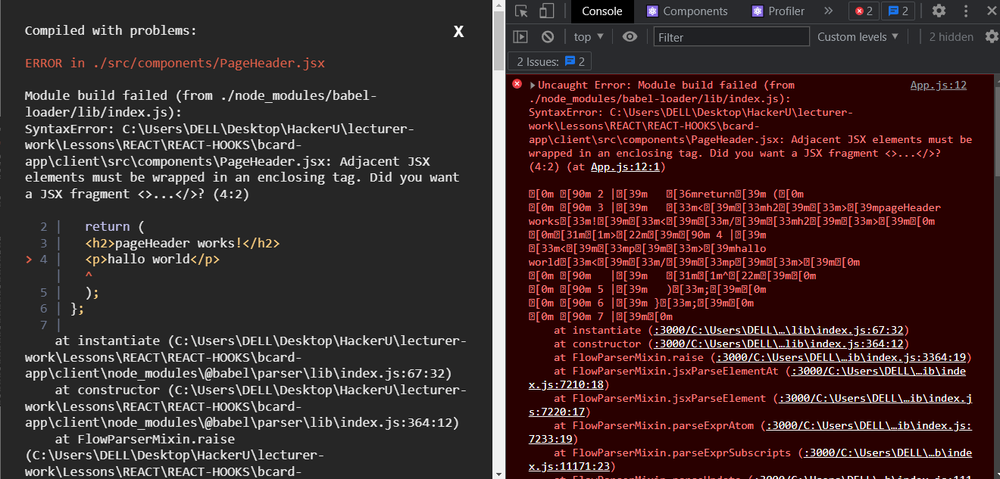 Compiled with problems:
X
ERROR in ./src/components/PageHeader.jsx
Module build failed (from ./node_modules/babel-
loader/lib/index.js):
SyntaxError: C:\Users\DELL\Desktop\HackerU\lecturer-
work\Lessons\REACT\REACT-HOOKS\bcard-
app\client\src\components\PageHeader.jsx: Adjacent JSX
elements must be wrapped in an enclosing tag. Did you want
a JSX fragment <>...</>? (4:2)
2 |   return (
3 |   <h2>pageHeader works!</h2>
> 4 |   <p>hallo world</p>
|   ^
5 |   );
6 | };
7 |
at instantiate (C:\Users\DELL\Desktop\HackerU\lecturer-
work\Lessons\REACT\REACT-HOOKS\bcard-
app\client\node_modules\@babel\parser\lib\index.js:67:32)
at constructor (C:\Users\DELL\Desktop\HackerU\lecturer-
work\Lessons\REACT\REACT-HOOKS\bcard-
app\client\node_modules\@babel\parser\lib\index.js:364:12)
at FlowParserMixin.raise
(C:\Users\DELL\Desktop\HackerU\lecturer-
work\Lessons\REACT\REACT-HOOKS\bcard-
Console Components Profiler » 2 2
top ▼ Filter Custom levels ▼ 2 hidden
2 Issues: 2
▶Uncaught Error: Module build failed (from App.js:12
./node_modules/babel-loader/lib/index.js):
SyntaxError: C:\Users\DELL\Desktop\HackerU\lecturer-
work\Lessons\REACT\REACT-HOOKS\bcard-
app\client\src\components\PageHeader.jsx: Adjacent JSX elements must be
wrapped in an enclosing tag. Did you want a JSX fragment <>...</>?
(4:2) (at App.js:12:1)
[0m [90m 2 |[39m   [36mreturn[39m ([0m
[0m [90m 3 |[39m   [33m<[39m[33mh2[39m[33m>[39mpageHeader
works[33m![39m[33m<[39m[33m/[39m[33mh2[39m[33m>[39m[0m
[0m[31m[1m>[22m[39m[90m 4 |[39m
[33m<[39m[33mp[39m[33m>[39mhallo
world[33m<[39m[33m/[39m[33mp[39m[33m>[39m[0m
[0m [90m   |[39m   [31m[1m^[22m[39m[0m
[0m [90m 5 |[39m   )[33m;[39m[0m
[0m [90m 6 |[39m }[33m;[39m[0m
[0m [90m 7 |[39m[0m
at instantiate (:3000/C:\Users\DELL\…\lib\index.js:67:32)
at constructor (:3000/C:\Users\DELL\…lib\index.js:364:12)
at FlowParserMixin.raise (:3000/C:\Users\DELL\…ib\index.js:3364:19)
at FlowParserMixin.jsxParseElementAt (:3000/C:\Users\DELL\…ib\inde
x.js:7210:18)
at FlowParserMixin.jsxParseElement (:3000/C:\Users\DELL\…ib\index.j
s:7220:17)
at FlowParserMixin.parseExprAtom (:3000/C:\Users\DELL\…ib\index.js:
7233:19)
at FlowParserMixin.parseExprSubscripts (:3000/C:\Users\DELL\…b\inde
x.js:11171:23)